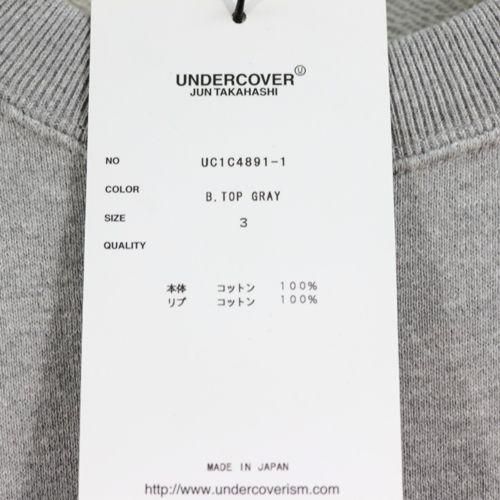 UNDERCOVER Ⓤ
JUN TAKAHASHI
NO UC1C4891-1
COLOR B.TOP GRAY
SIZE 3
QUALITY
本体 コットン 100%
リブ コットン 100%
MADE IN JAPAN
http://www.undercoverism.com/